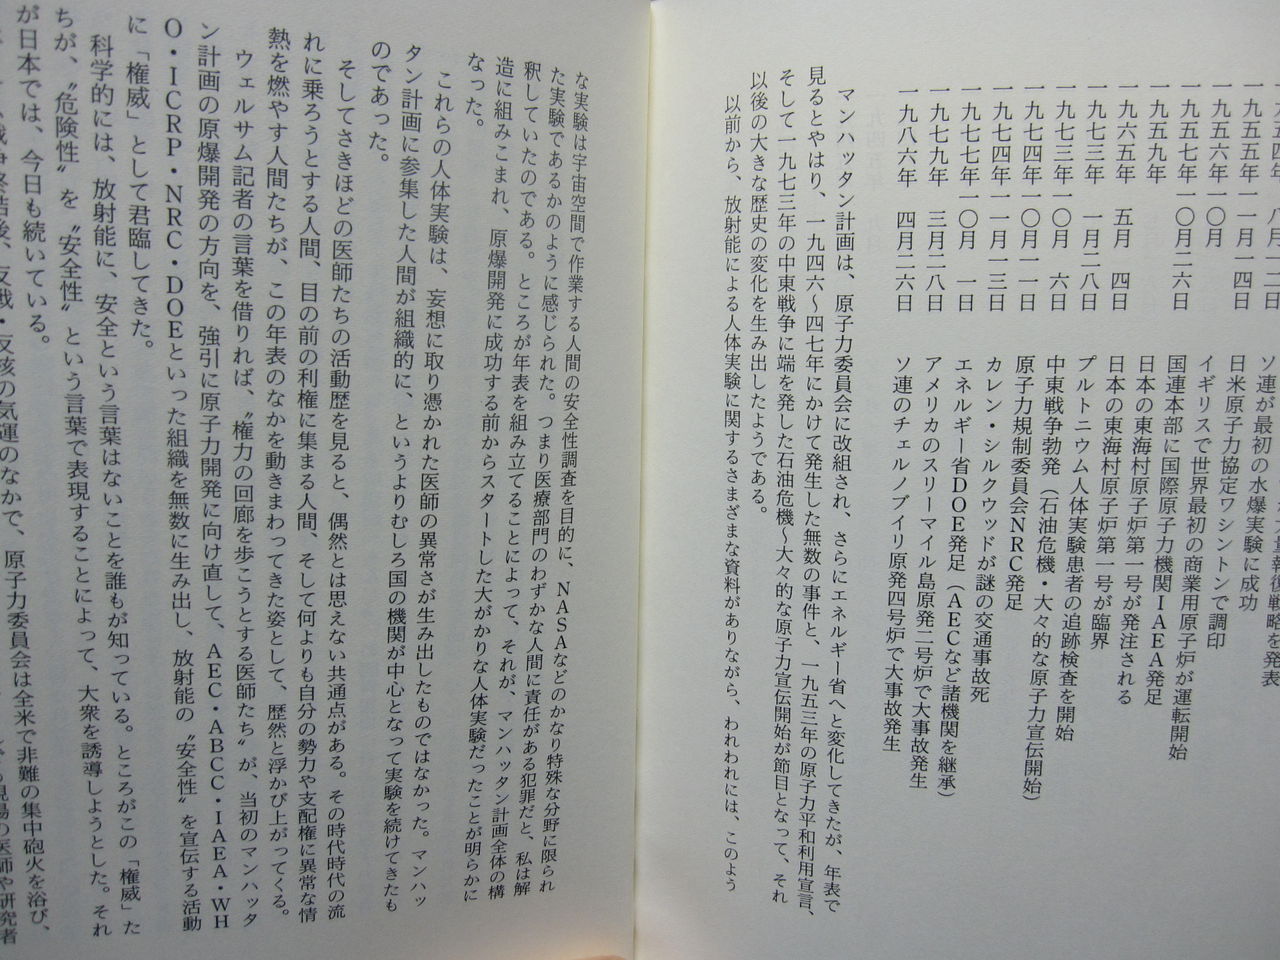 一九五五年一一月一四日　日米原子力協定ワシントンで調印
一九五六年一〇月　イギリスで世界最初の商業用原子炉が運転開始
一九五七年一〇月二六日　国連本部に国際原子力機関ＩＡＥＡ発足
一九五九年　日本の東海村原子炉第一号が発注される
一九六五年　五月　四日　日本の東海村原子炉第一号が臨界
一九七三年　一月二八日　プルトニウム人体実験患者の追跡検査を開始
一九七三年一〇月　六日　中東戦争勃発（石油危機・大々的な原子力宣伝開始）
一九七四年一〇月一一日　原子力規制委員会ＮＲＣ発足
一九七四年一一月一三日　カレン・シルクウッドが謎の交通事故死
一九七七年一〇月　一日　エネルギー省ＤＯＥ発足（ＡＥＣなど諸機関を継承）
一九七九年　三月二八日　アメリカのスリーマイル島原発二号炉で大事故発生
一九八六年　四月二六日　ソ連のチェルノブイリ原発四号炉で大事故発生
マンハッタン計画は、原子力委員会に改組され、さらにエネルギー省へと変化してきたが、年表で
見るとやはり、一九四六〜四七年にかけて発生した無数の事件と、一九五三年の原子力平和利用宣言、
そして一九七三年の中東戦争に端を発した石油危機〜大々的な原子力宣伝開始が節目となって、それ
以後の大きな歴史の変化を生み出したようである。
以前から、放射能による人体実験に関するさまざまな資料がありながら、われわれには、このよう
な実験は宇宙空間で作業する人間の安全性調査を目的に、ＮＡＳＡなどのかなり特殊な分野に限られ
た実験であるかのように感じられた。つまり医療部門のわずかな人間に責任がある犯罪だと、私は解
釈していたのである。ところが年表を組み立てることによって、それが、マンハッタン計画全体の構
造に組みこまれ、原爆開発に成功する前からスタートした大がかりな人体実験だったことが明らかに
なった。
これらの人体実験は、妄想に取り憑かれた医師の異常さが生み出したものではなかった。マンハッ
タン計画に参集した人間が組織的に、というよりむしろ国の機関が中心となって実験を続けてきたも
のであった。
そしてさきほどの医師たちの活動歴を見ると、偶然とは思えない共通点がある。その時代時代の流
れに乗ろうとする人間、目の前の利権に集まる人間、そして何よりも自分の勢力や支配権に異常な情
熱を燃やす人間たちが、この年表のなかを動きまわってきた姿として、歴然と浮かび上がってくる。
ウェルサム記者の言葉を借りれば、〝権力の回廊を歩こうとする医師たち〟が、当初のマンハッタ
ン計画の原爆開発の方向を、強引に原子力開発に向け直して、ＡＥＣ・ＡＢＣＣ・ＩＡＥＡ・ＷＨ
Ｏ・ＩＣＲＰ・ＮＲＣ・ＤＯＥといった組織を無数に生み出し、放射能の〝安全性〟を宣伝する活動
に「権威」として君臨してきた。
科学的には、放射能に、安全という言葉はないことを誰もが知っている。ところがこの「権威」た
ちが、〝危険性〟を〝安全性〟という言葉で表現することによって、大衆を誘導しようとした。それ
が日本では、今日も続いている。
終結後、反戦・反核の気運のなかで、原子力委員会は全米で非難の集中砲火を浴び、